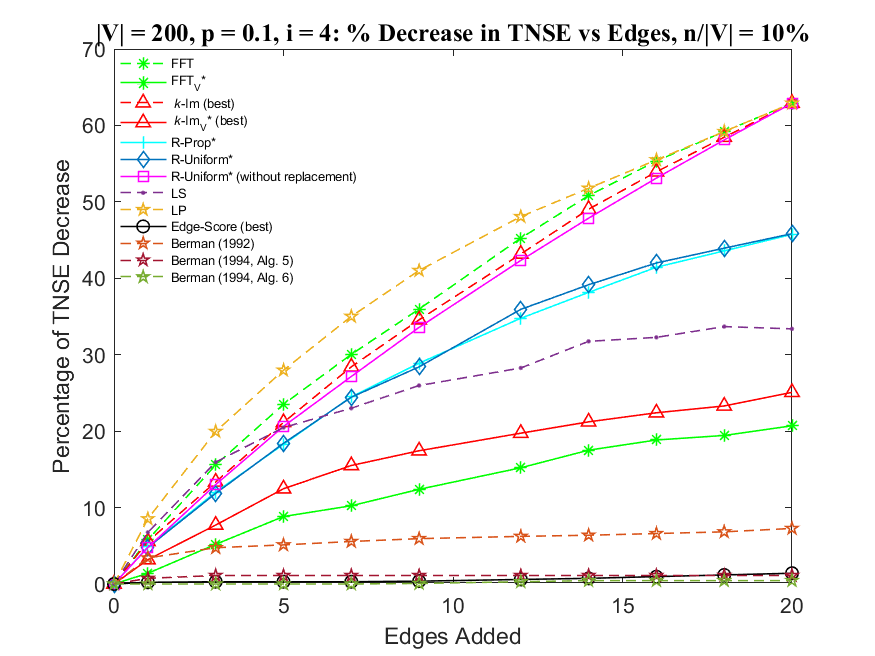 |V| = 200, p = 0.1, i = 4: % Decrease in TNSE vs Edges, n/|V| = 10%
70
60
50
40
30
20
10
0
Percentage of TNSE Decrease
FFT
FFT_V*
k-Im (best)
k-Im_V* (best)
R-Prop*
R-Uniform*
R-Uniform* (without replacement)
LS
LP
Edge-Score (best)
Berman (1992)
Berman (1994, Alg. 5)
Berman (1994, Alg. 6)
0 5 10 15 20
Edges Added